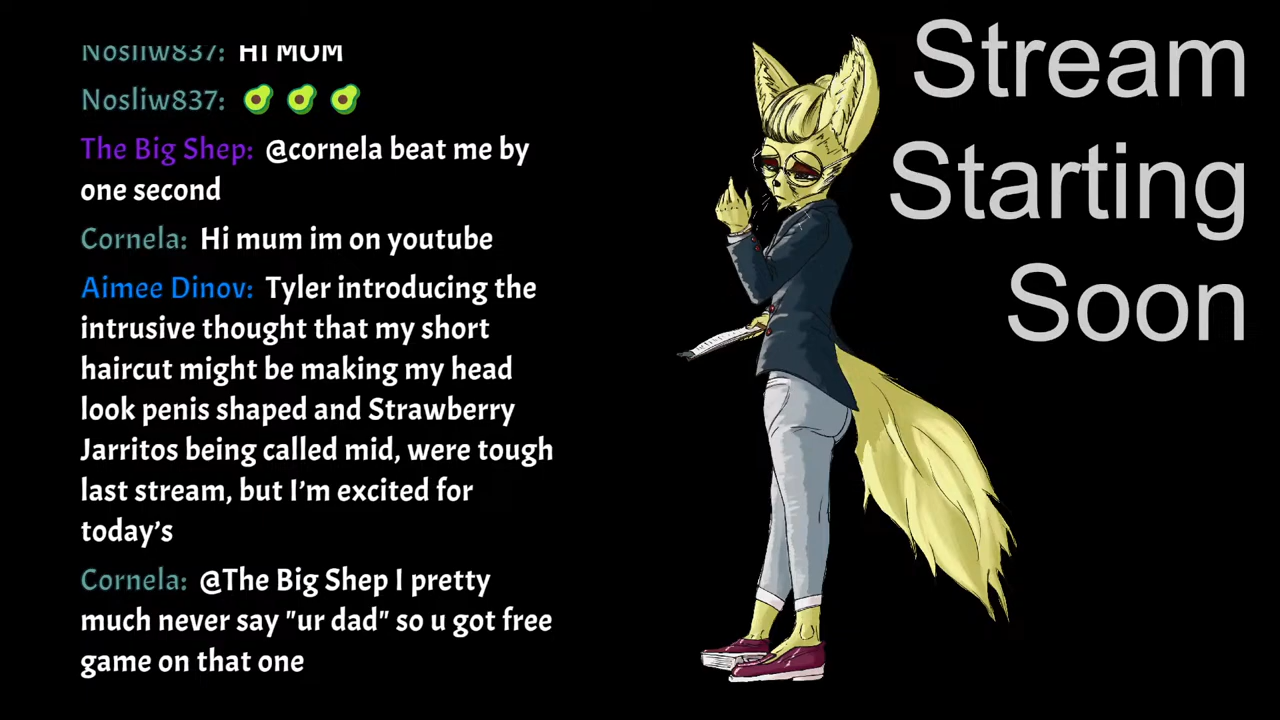 Nosliw837: HI MOM
Nosliw837: 🥑 🥑 🥑
The Big Shep: @cornela beat me by
one second
Cornela: Hi mum im on youtube
Aimee Dinov: Tyler introducing the
intrusive thought that my short
haircut might be making my head
look penis shaped and Strawberry
Jarritos being called mid, were tough
last stream, but I’m excited for
today’s
Cornela: @The Big Shep I pretty
much never say "ur dad" so u got free
game on that one
Stream
Starting
Soon